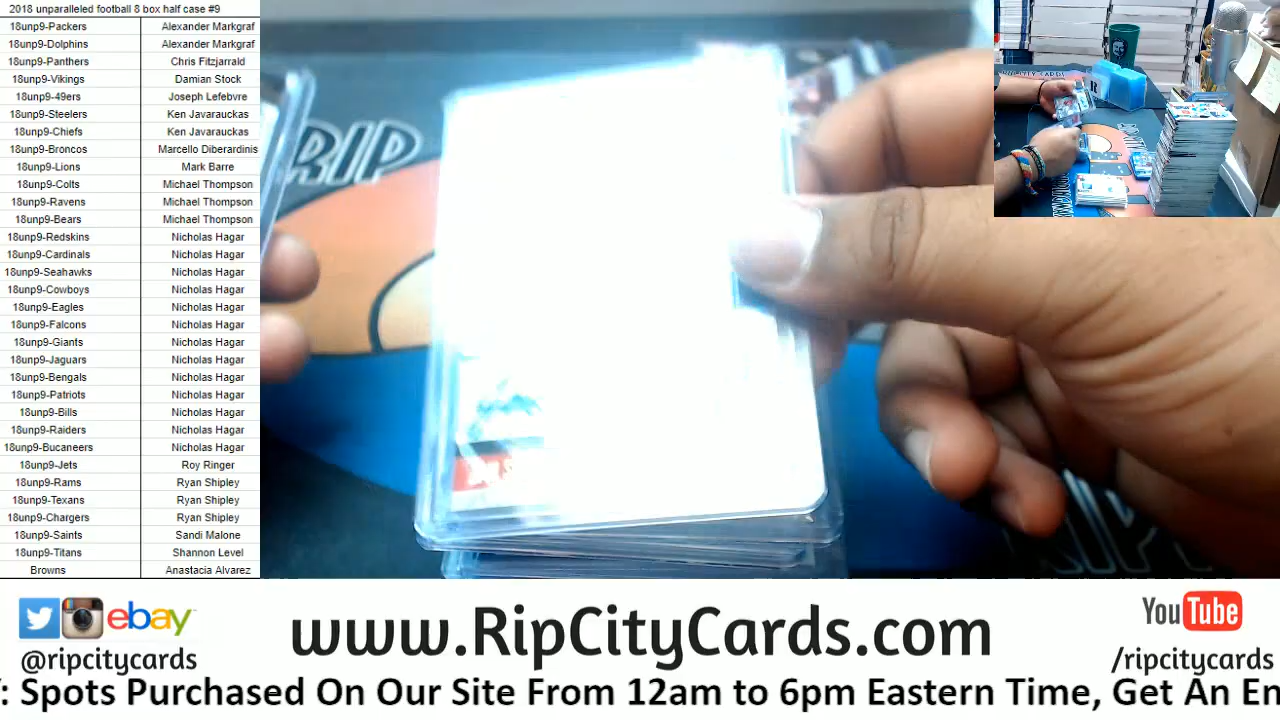 2018 unparalleled football 8 box half case #9
18unp9-Packers Alexander Markgraf
18unp9-Dolphins Alexander Markgraf
18unp9-Panthers Chris Fitzjarrald
18unp9-Vikings Damian Stock
18unp9-49ers Joseph Lefebvre
18unp9-Steelers Ken Javarauckas
18unp9-Chiefs Ken Javarauckas
18unp9-Broncos Marcello Diberardinis
18unp9-Lions Mark Barre
18unp9-Colts Michael Thompson
18unp9-Ravens Michael Thompson
18unp9-Bears Michael Thompson
18unp9-Redskins Nicholas Hagar
18unp9-Cardinals Nicholas Hagar
18unp9-Seahawks Nicholas Hagar
18unp9-Cowboys Nicholas Hagar
18unp9-Eagles Nicholas Hagar
18unp9-Falcons Nicholas Hagar
18unp9-Giants Nicholas Hagar
18unp9-Jaguars Nicholas Hagar
18unp9-Bengals Nicholas Hagar
18unp9-Patriots Nicholas Hagar
18unp9-Bills Nicholas Hagar
18unp9-Raiders Nicholas Hagar
18unp9-Bucaneers Nicholas Hagar
18unp9-Jets Roy Ringer
18unp9-Rams Ryan Shipley
18unp9-Texans Ryan Shipley
18unp9-Chargers Ryan Shipley
18unp9-Saints Sandi Malone
18unp9-Titans Shannon Level
Browns Anastacia Alvarez
RIP
RIP
ebay
@ripcitycards
www.RipCityCards.com
YouTube
/ripcitycards
: Spots Purchased On Our Site From 12am to 6pm Eastern Time, Get An En